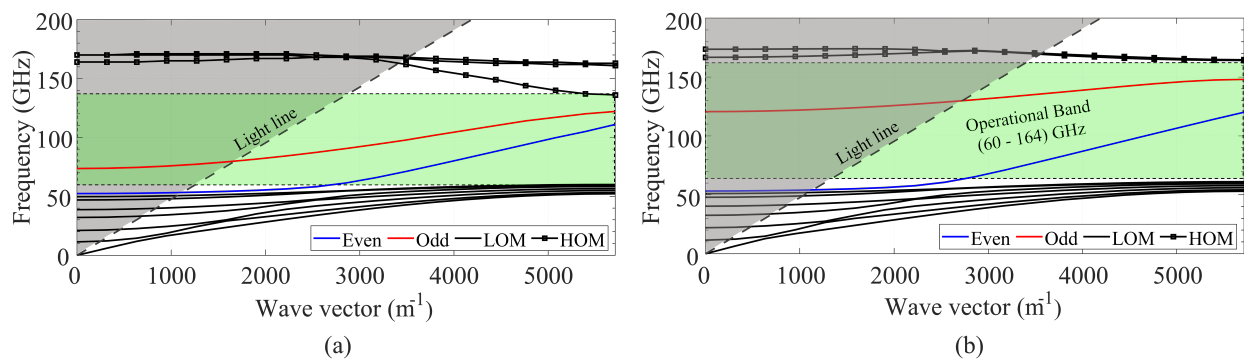 200
150
100
50
0
Frequency (GHz)
Light line
Even Odd LOM HOM
0 1000 2000 3000 4000 5000
Wave vector (m⁻¹)
(a)
200
150
100
50
0
Frequency (GHz)
Operational Band
(60 - 164) GHz
Light line
Even Odd LOM HOM
0 1000 2000 3000 4000 5000
Wave vector (m⁻¹)
(b)